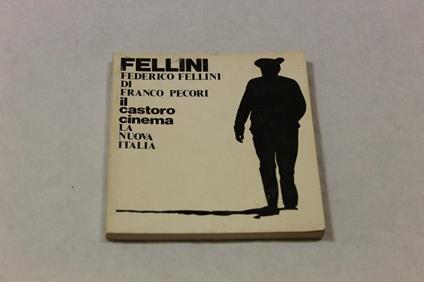 FELLINI
FEDERICO FELLINI
DI
FRANCO PECORI
il
castoro
cinema
LA
NUOVA
ITALIA